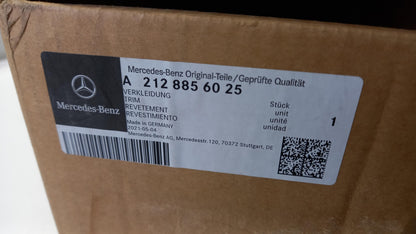 Mercedes-Benz Original-Teile/Geprüfte Qualität
A 212 885 60 25
VERKLEIDUNG
TRIM
REVETEMENT
REVESTIMIENTO
Stück
unit
unité
unidad
1
Made in GERMANY
2021-05-04
Mercedes-Benz AG, Mercedesstr. 120, 70372 Stuttgart, DE
Mercedes-Benz